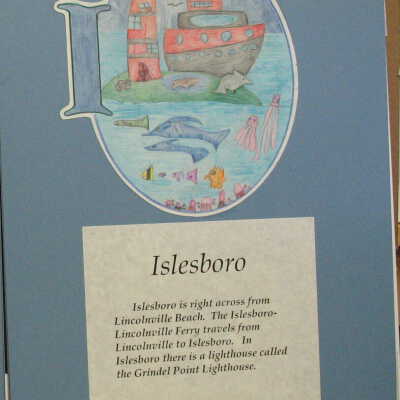 I
Islesboro
Islesboro is right across from
Lincolnville Beach. The Islesboro-
Lincolnville Ferry travels from
Lincolnville to Islesboro. In
Islesboro there is a lighthouse called
the Grindel Point Lighthouse.